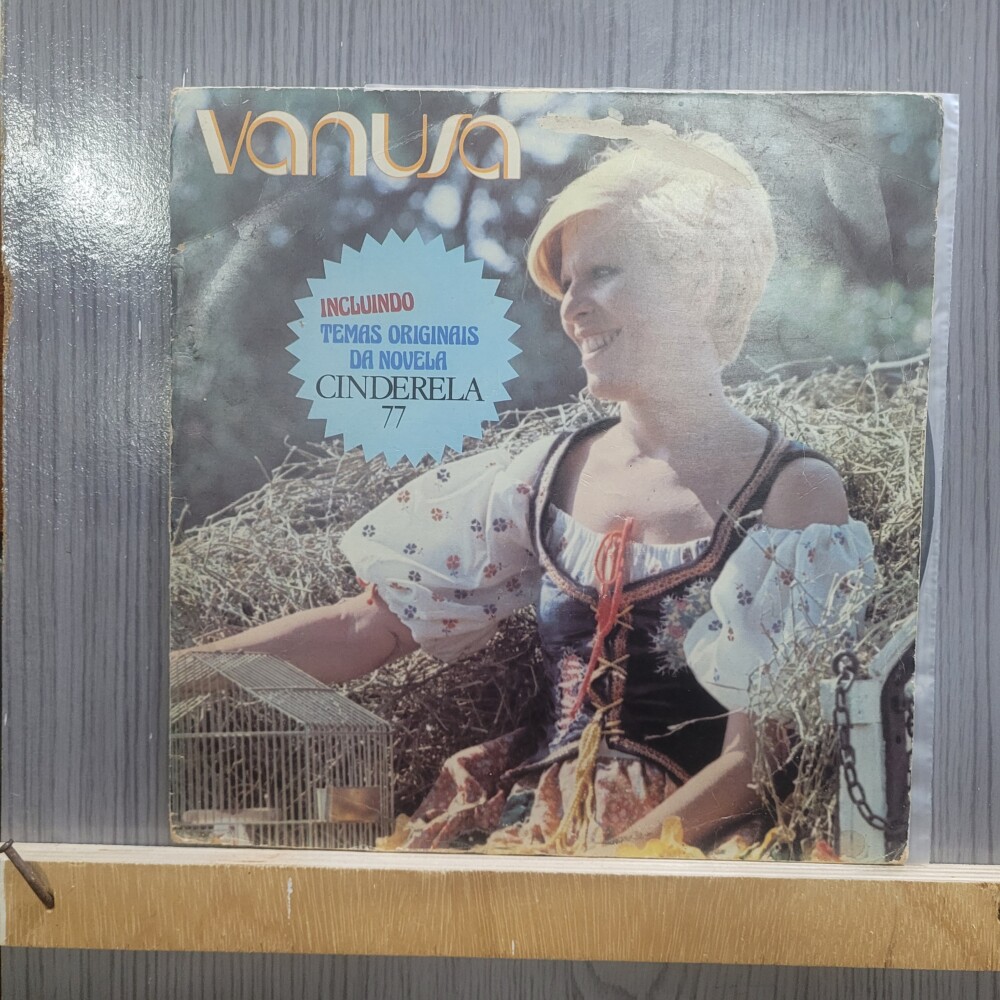 vanusa
INCLUINDO
TEMAS ORIGINAIS
DA NOVELA
CINDERELA
77